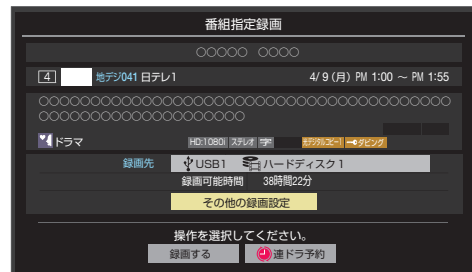 番組指定録画
○○○○○ ○○○○
4 地デジ041 日テレ1 4/ 9 (月) PM 1:00 ～ PM 1:55
○○○○○○○○○○○○○○○○○○○○○○○○○○○○○○○○○○○○
○○○○○○○○○○○○○○○○○○
ドラマ HD:1080i ステレオ 字 ダビング
録画先 USB1 ハードディスク 1
録画可能時間 38時間22分
その他の録画設定
操作を選択してください。
録画する 連ドラ予約